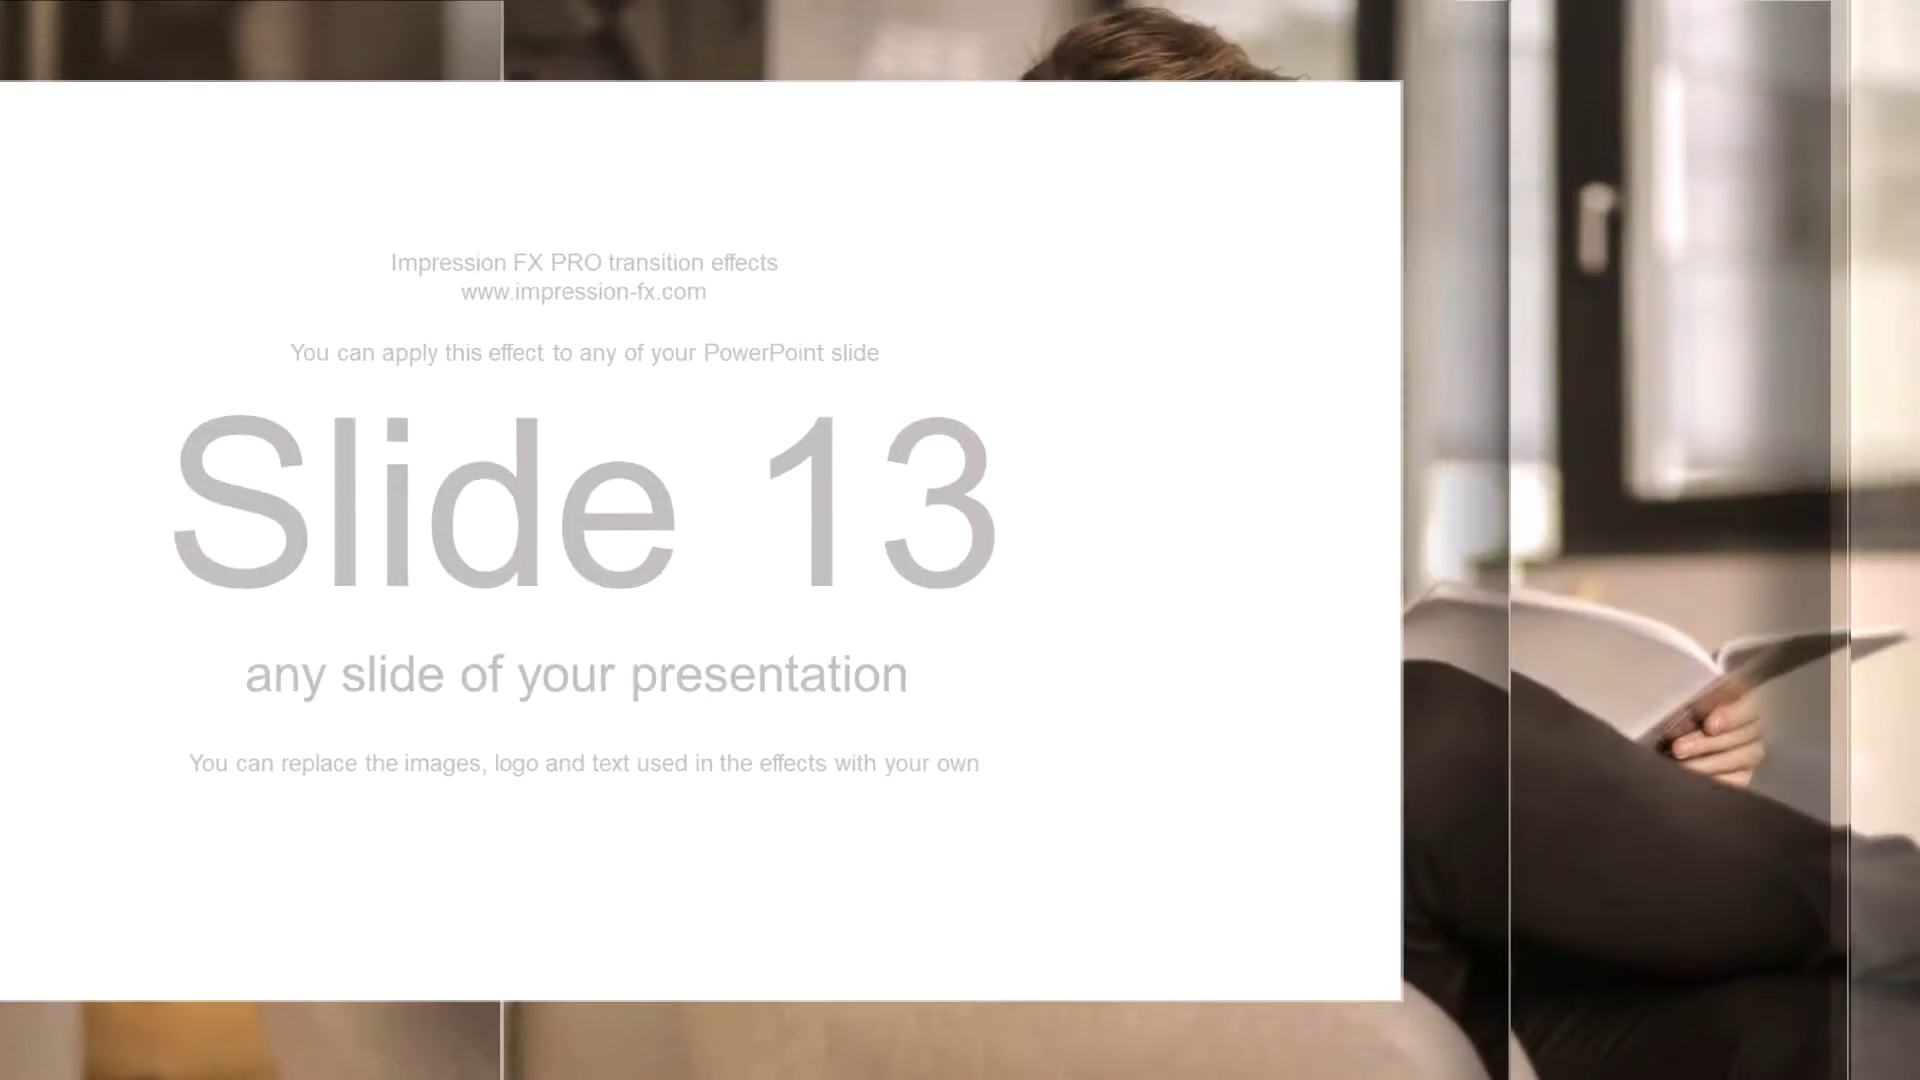 Impression FX PRO transition effects
www.impression-fx.com
You can apply this effect to any of your PowerPoint slide
Slide 13
any slide of your presentation
You can replace the images, logo and text used in the effects with your own